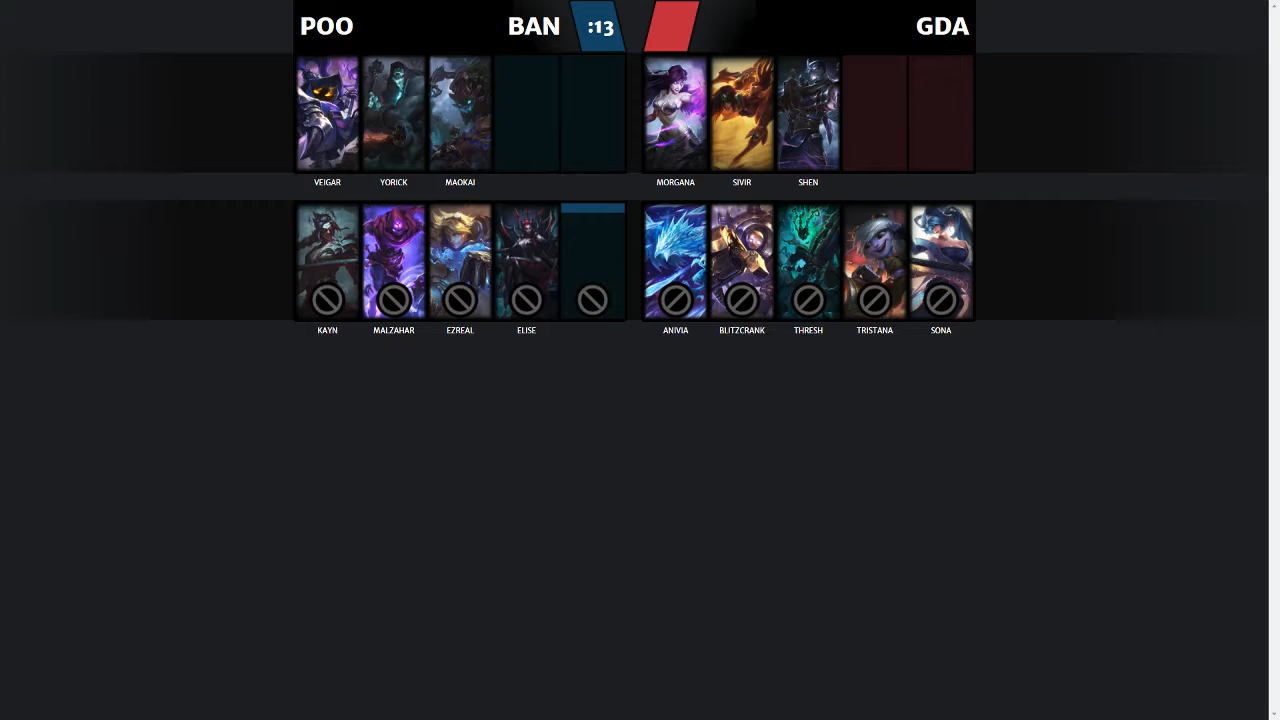 POO BAN :13 GDA
VEIGAR YORICK MAOKAI MORGANA SIVIR SHEN
KAYN MALZAHAR EZREAL ELISE ANIVIA BLITZCRANK THRESH TRISTANA SONA